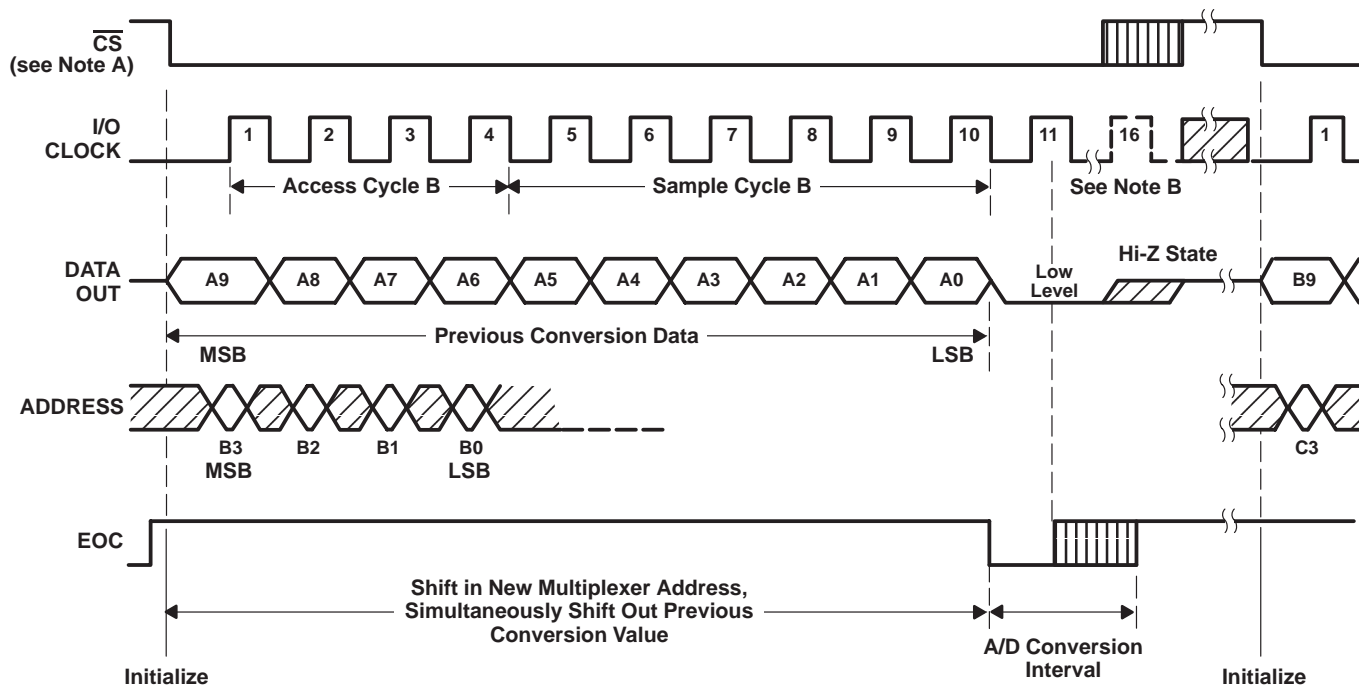 CS
(see Note A)
I/O
CLOCK
1 2 3 4 5 6 7 8 9 10 11 16 1
Access Cycle B
Sample Cycle B
See Note B
DATA
OUT
A9 A8 A7 A6 A5 A4 A3 A2 A1 A0
Low
Level
Hi-Z State
B9
Previous Conversion Data
MSB
LSB
ADDRESS
B3 B2 B1 B0
MSB LSB
C3
EOC
Shift in New Multiplexer Address,
Simultaneously Shift Out Previous
Conversion Value
A/D Conversion
Interval
Initialize
Initialize